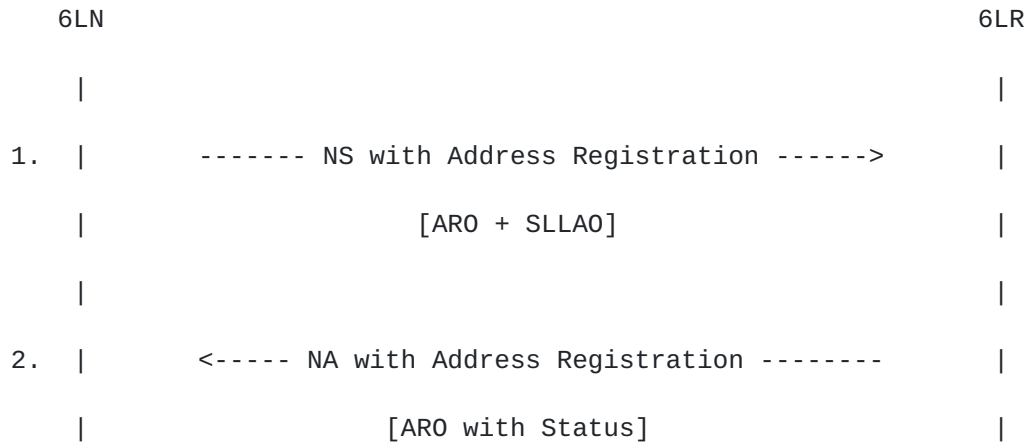 6LN                                                        6LR
|                                                           |
1.  |       ------- NS with Address Registration ------>       |
|                     [ARO + SLLAO]                         |
|                                                           |
2.  |       <----- NA with Address Registration --------       |
|                   [ARO with Status]                       |